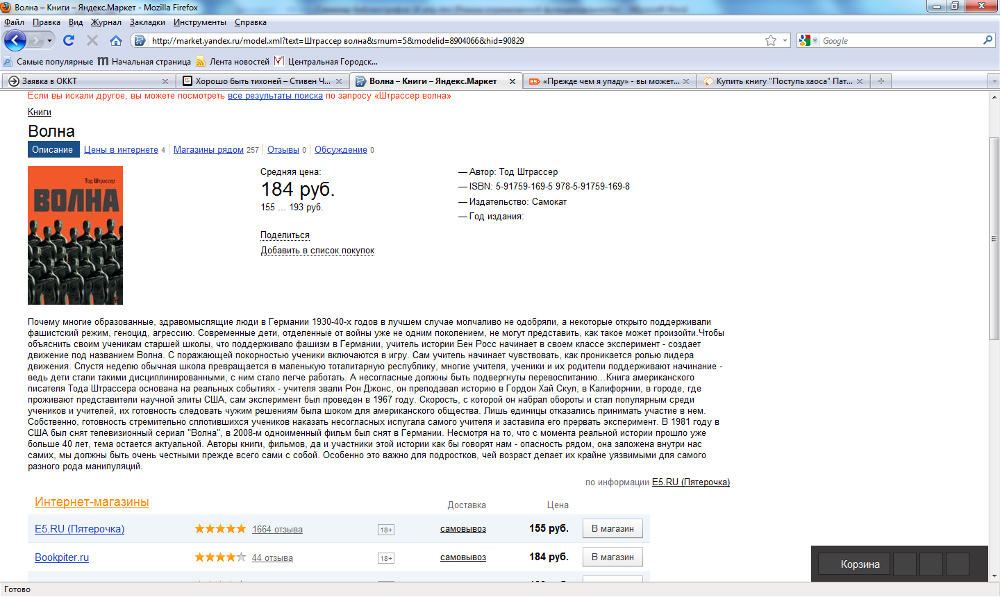 Волна – Книги – Яндекс.Маркет - Mozilla Firefox
Файл Правка Вид Журнал Закладки Инструменты Справка
http://market.yandex.ru/model.xml?text=Штрассер волна&srnum=5&modelid=8904066&hid=90829
Google
Самые популярные Начальная страница Лента новостей Центральная Городск...
Заявка в ОККТ Хорошо быть тихоней – Стивен Ч... Волна – Книги – Яндекс.Маркет E5 «Прежде чем я упаду» - вы может... Купить книгу "Поступь хаоса" Пат...
Если вы искали другое, вы можете посмотреть все результаты поиска по запросу «Штрассер волна»
Книги
Волна
Описание Цены в интернете 4 Магазины рядом 257 Отзывы 0 Обсуждение 0
Тод Штрассер
ВОЛНА
Средняя цена:
184 руб.
155 ... 193 руб.
Поделиться
Добавить в список покупок
— Автор: Тод Штрассер
— ISBN: 5-91759-169-5 978-5-91759-169-8
— Издательство: Самокат
— Год издания:
Почему многие образованные, здравомыслящие люди в Германии 1930-40-х годов в лучшем случае молчаливо не одобряли, а некоторые открыто поддерживали
фашистский режим, геноцид, агрессию. Современные дети, отделенные от войны уже не одним поколением, не могут представить, как такое может произойти.Чтобы
объяснить своим ученикам старшей школы, что поддерживало фашизм в Германии, учитель истории Бен Росс начинает в своем классе эксперимент - создает
движение под названием Волна. С поражающей покорностью ученики включаются в игру. Сам учитель начинает чувствовать, как проникается ролью лидера
движения. Спустя неделю обычная школа превращается в маленькую тоталитарную республику, многие учителя, ученики и их родители поддерживают начинание -
ведь дети стали такими дисциплинированными, с ним стало легче работать. А несогласные должны быть подвергнуты перевоспитанию...Книга американского
писателя Тода Штрассера основана на реальных событиях - учителя звали Рон Джонс, он преподавал историю в Гордон Хай Скул, в Калифорнии, в городе, где
проживают представители научной элиты США, сам эксперимент был проведен в 1967 году. Скорость, с которой он набрал обороты и стал популярным среди
учеников и учителей, их готовность следовать чужим решениям была шоком для американского общества. Лишь единицы отказались принимать участие в нем.
Собственно, готовность стремительно сплотившихся учеников наказать несогласных испугала самого учителя и заставила его прервать эксперимент. В 1981 году в
США был снят телевизионный сериал "Волна", в 2008-м одноименный фильм был снят в Германии. Несмотря на то, что с момента реальной истории прошло уже
больше 40 лет, тема остается актуальной. Авторы книги, фильмов, да и участники этой истории как бы говорят нам - опасность рядом, она заложена внутри нас
самих, мы должны быть очень честными прежде всего сами с собой. Особенно это важно для подростков, чей возраст делает их крайне уязвимыми для самого
разного рода манипуляций.
по информации E5.RU (Пятерочка)
Интернет-магазины Доставка Цена
E5.RU (Пятерочка) 1664 отзыва 18+ самовывоз 155 руб. В магазин
Bookpiter.ru 44 отзыва 18+ самовывоз 184 руб. В магазин
Корзина
Готово